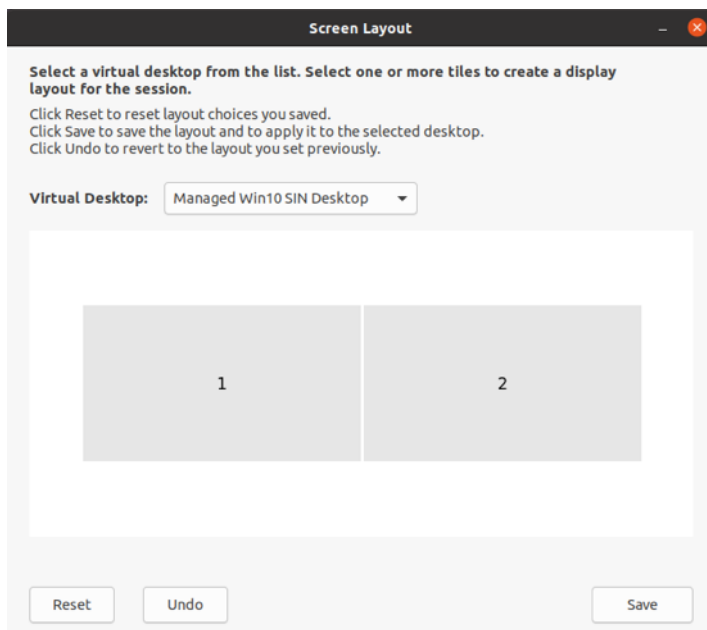 Screen Layout
Select a virtual desktop from the list. Select one or more tiles to create a display
layout for the session.
Click Reset to reset layout choices you saved.
Click Save to save the layout and to apply it to the selected desktop.
Click Undo to revert to the layout you set previously.
Virtual Desktop: Managed Win10 SIN Desktop
1 2
Reset Undo Save